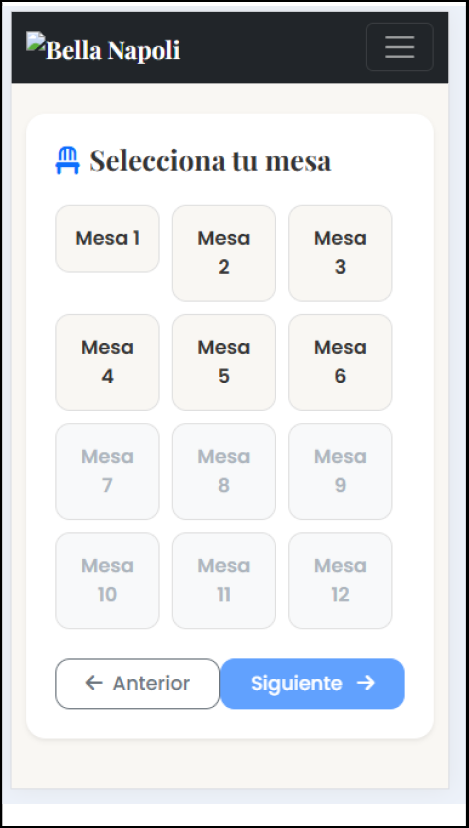 Bella Napoli
Selecciona tu mesa
Mesa 1
Mesa
2
Mesa
3
Mesa
4
Mesa
5
Mesa
6
Mesa
7
Mesa
8
Mesa
9
Mesa
10
Mesa
11
Mesa
12
← Anterior
Siguiente →